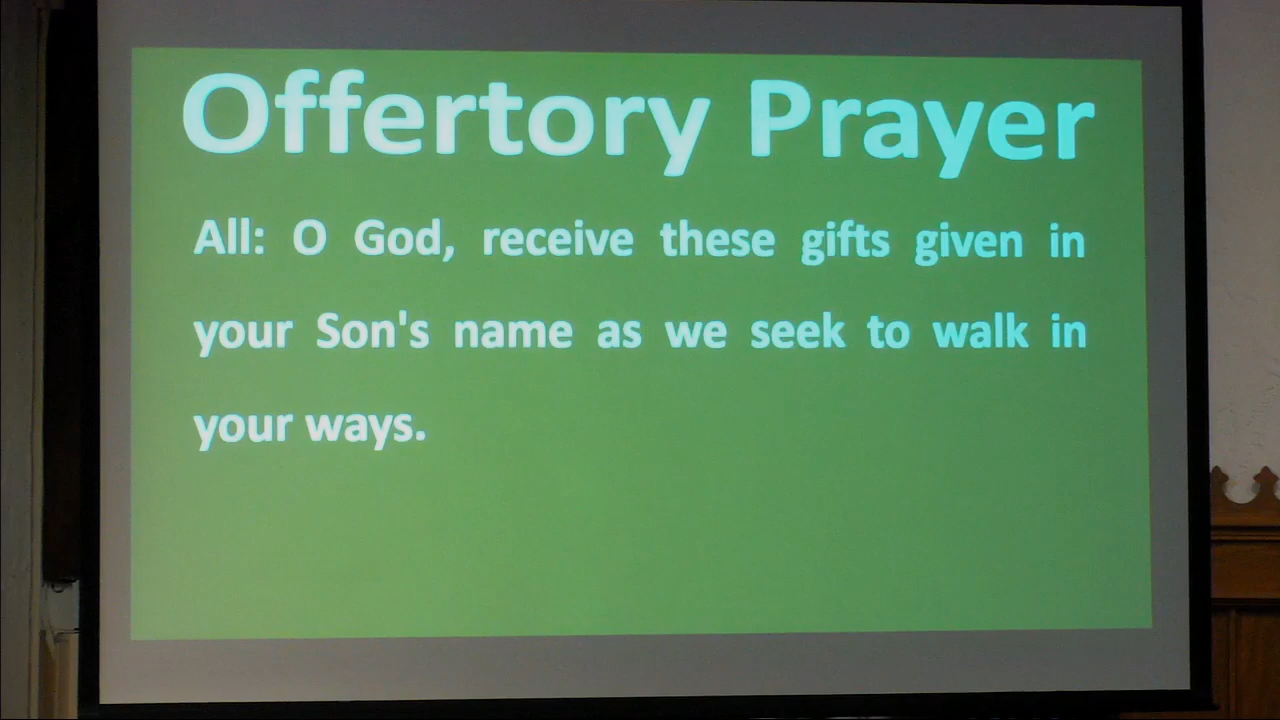 Offertory Prayer
All: O God, receive these gifts given in
your Son's name as we seek to walk in
your ways.